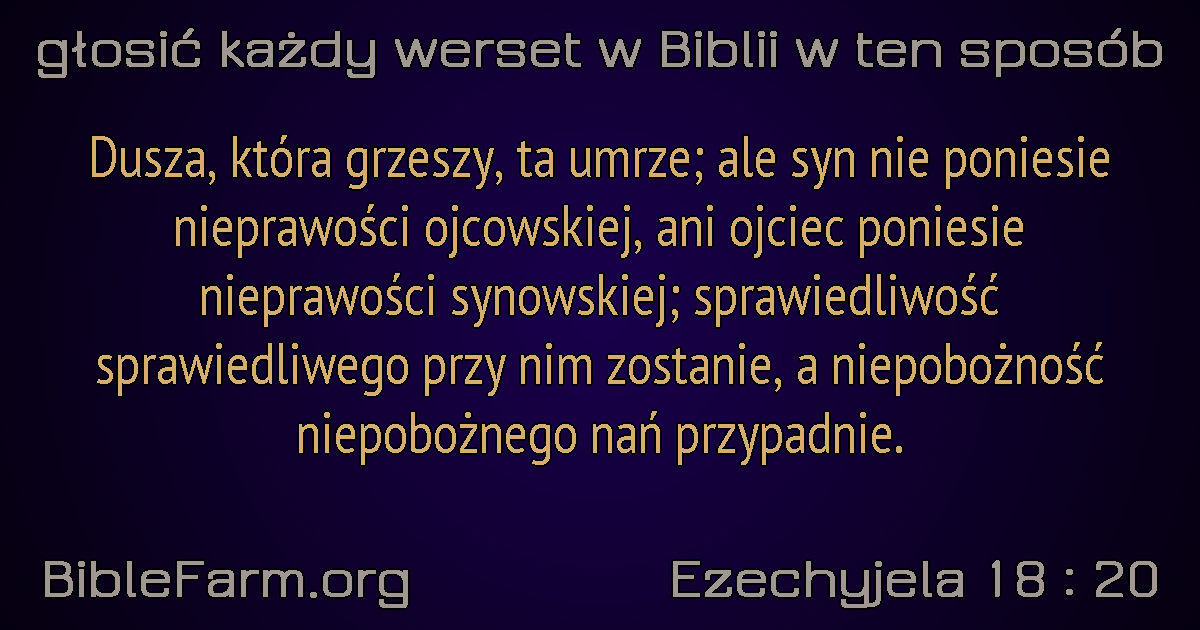 głosić każdy werset w Biblii w ten sposób
Dusza, która grzeszy, ta umrze; ale syn nie poniesie
nieprawości ojcowskiej, ani ojciec poniesie
nieprawości synowskiej; sprawiedliwość
sprawiedliwego przy nim zostanie, a niepobożność
niepobożnego nań przypadnie.
BibleFarm.org
Ezechyjela 18 : 20